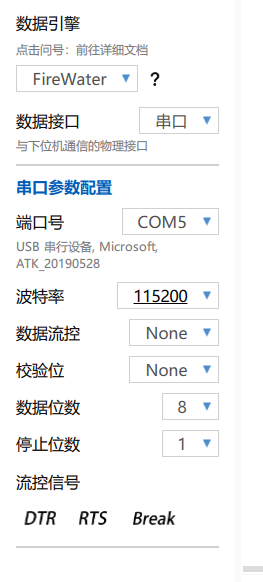 数据引擎
点击问号：前往详细文档
FireWater ?
数据接口 串口
与下位机通信的物理接口
串口参数配置
端口号 COM5
USB 串行设备, Microsoft,
ATK_20190528
波特率 115200
数据流控 None
校验位 None
数据位数 8
停止位数 1
流控信号
DTR RTS Break